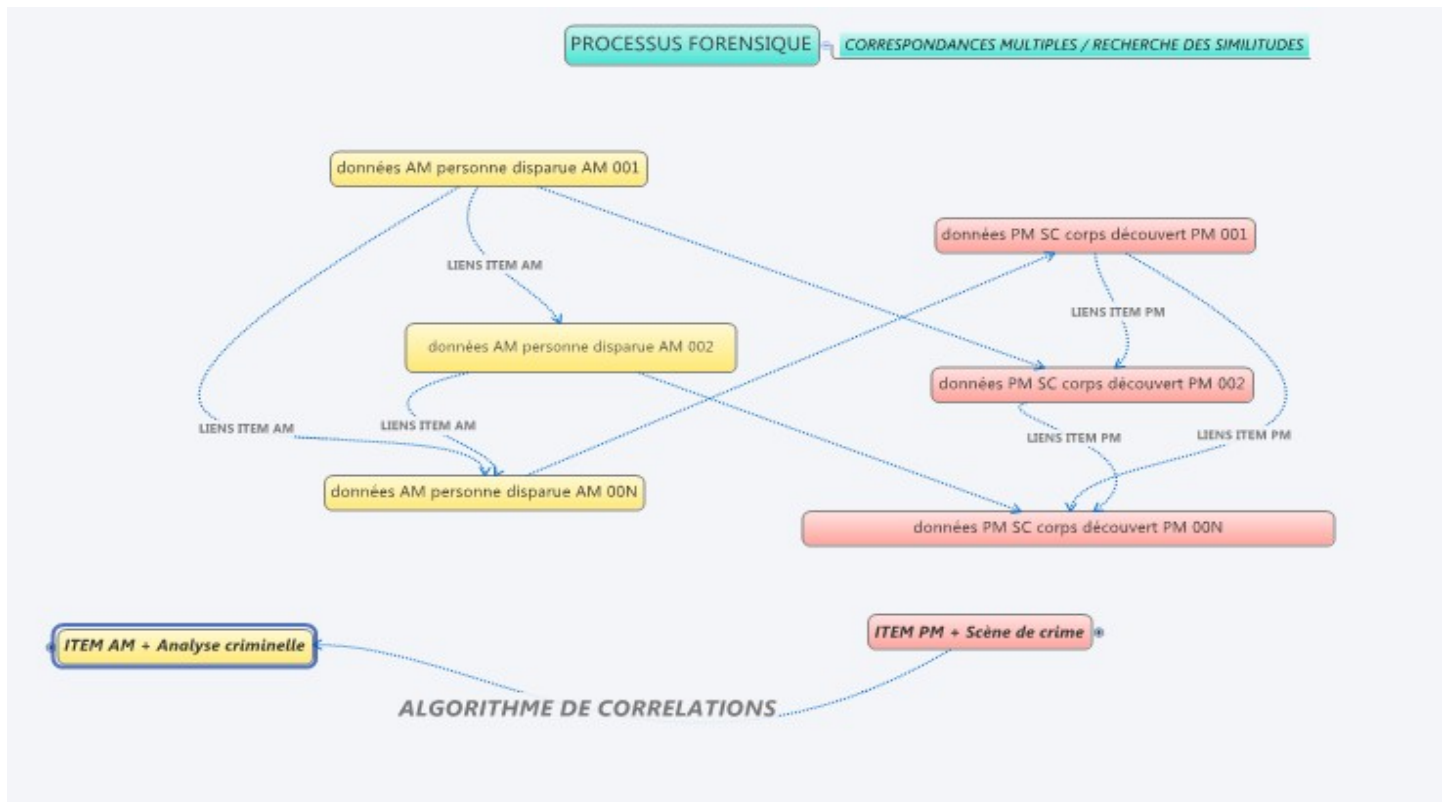 PROCESSUS FORENSIQUE
CORRESPONDANCES MULTIPLES / RECHERCHE DES SIMILITUDES
données AM personne disparue AM 001
données PM SC corps découvert PM 001
LIENS ITEM AM
LIENS ITEM PM
données AM personne disparue AM 002
données PM SC corps découvert PM 002
LIENS ITEM AM
LIENS ITEM AM
LIENS ITEM PM
LIENS ITEM PM
données AM personne disparue AM 00N
données PM SC corps découvert PM 00N
ITEM AM + Analyse criminelle
ITEM PM + Scène de crime
ALGORITHME DE CORRELATIONS